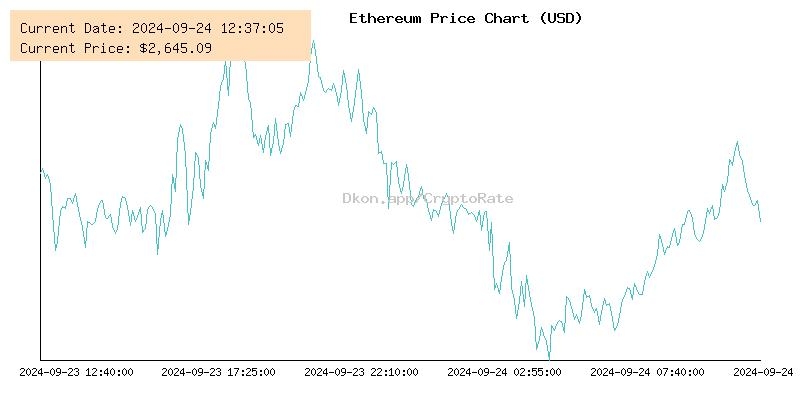 Ethereum Price Chart (USD)
Current Date: 2024-09-24 12:37:05
Current Price: $2,645.09
Dkon.app/CryptoRate
2024-09-23 12:40:00 2024-09-23 17:25:00 2024-09-23 22:10:00 2024-09-24 02:55:00 2024-09-24 07:40:00 2024-09-24